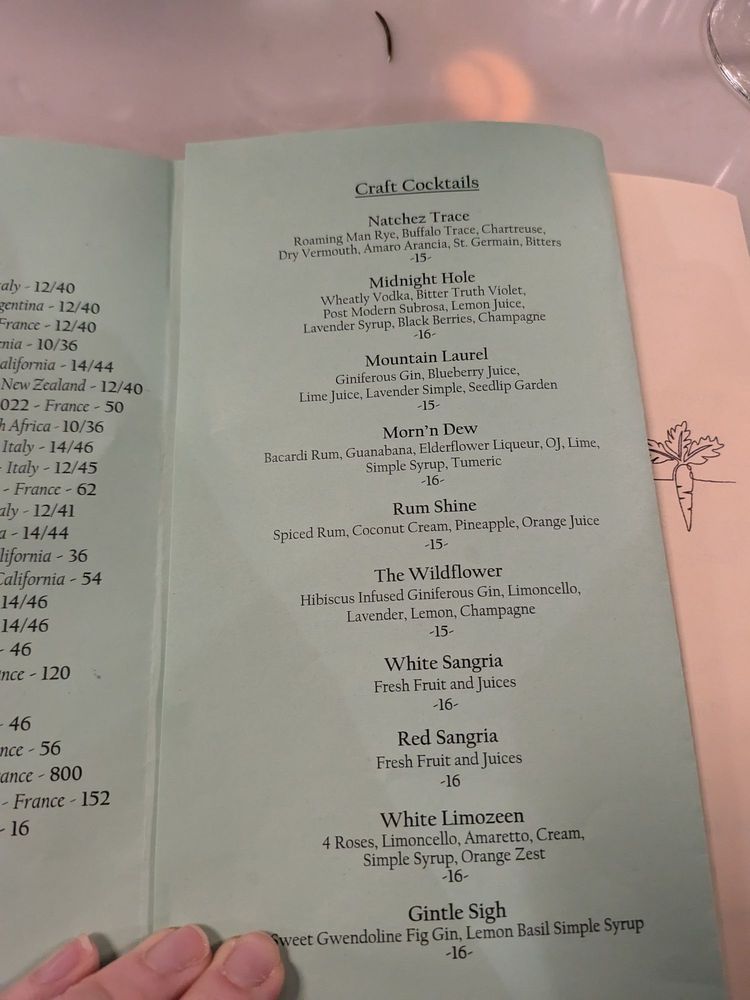 aly - 12/40
gentina - 12/40
France - 12/40
nia - 10/36
alifornia - 14/44
New Zealand - 12/40
022 - France - 50
h Africa - 10/36
Italy - 14/46
- Italy - 12/45
- France - 62
aly - 12/41
a - 14/44
lifornia - 36
California - 54
14/46
14/46
- 46
nce - 120
- 46
nce - 56
ance - 800
- France - 152
- 16
Craft Cocktails
Natchez Trace
Roaming Man Rye, Buffalo Trace, Chartreuse,
Dry Vermouth, Amaro Arancia, St. Germain, Bitters
-15-
Midnight Hole
Wheatly Vodka, Bitter Truth Violet,
Post Modern Subrosa, Lemon Juice,
Lavender Syrup, Black Berries, Champagne
-16-
Mountain Laurel
Giniferous Gin, Blueberry Juice,
Lime Juice, Lavender Simple, Seedlip Garden
-15-
Morn'n Dew
Bacardi Rum, Guanabana, Elderflower Liqueur, OJ, Lime,
Simple Syrup, Tumeric
-16-
Rum Shine
Spiced Rum, Coconut Cream, Pineapple, Orange Juice
-15-
The Wildflower
Hibiscus Infused Giniferous Gin, Limoncello,
Lavender, Lemon, Champagne
-15-
White Sangria
Fresh Fruit and Juices
-16-
Red Sangria
Fresh Fruit and Juices
-16
White Limozeen
4 Roses, Limoncello, Amaretto, Cream,
Simple Syrup, Orange Zest
-16-
Gintle Sigh
Sweet Gwendoline Fig Gin, Lemon Basil Simple Syrup
-16-